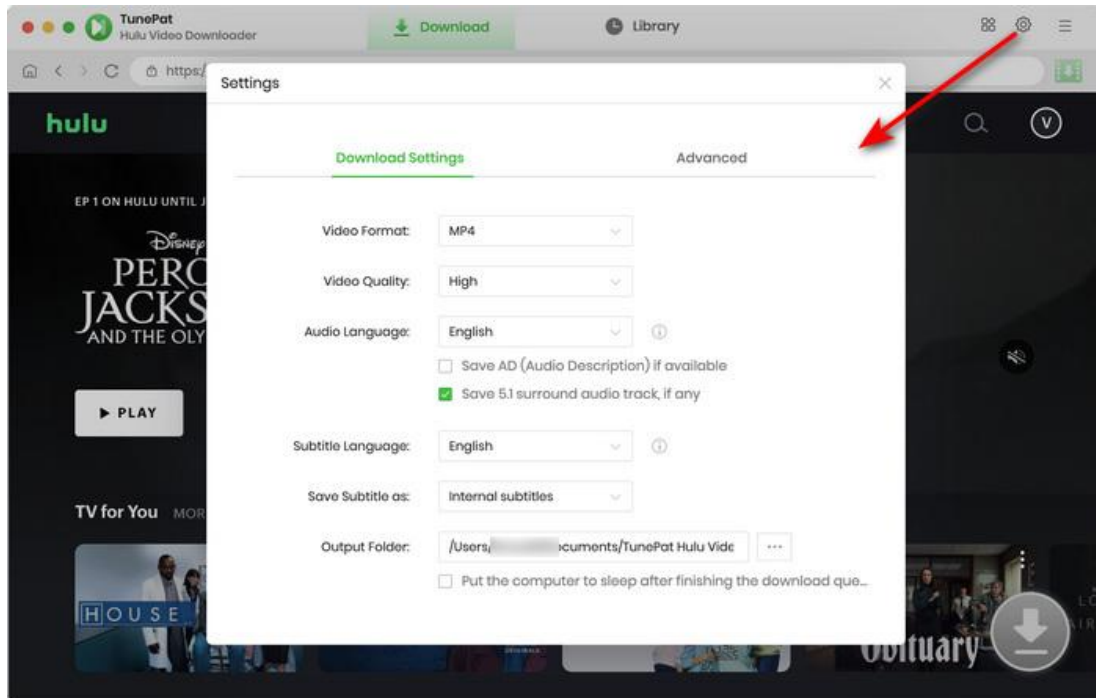 TunePat
Hulu Video Downloader
Download
Library
https:/
Settings
hulu
V
Download Settings
Advanced
EP 1 ON HULU UNTIL J
Video Format:
MP4
Disney
PERC
Video Quality:
High
JACKS
AND THE OLY
Audio Language:
English
Save AD (Audio Description) if available
Save 5.1 surround audio track, if any
PLAY
Subtitle Language:
English
Save Subtitle as:
Internal subtitles
TV for You MOR
Output Folder:
/Users/ ocuments/TunePat Hulu Vide
...
Put the computer to sleep after finishing the download que...
HOUSE
LO
AIR
Obituary